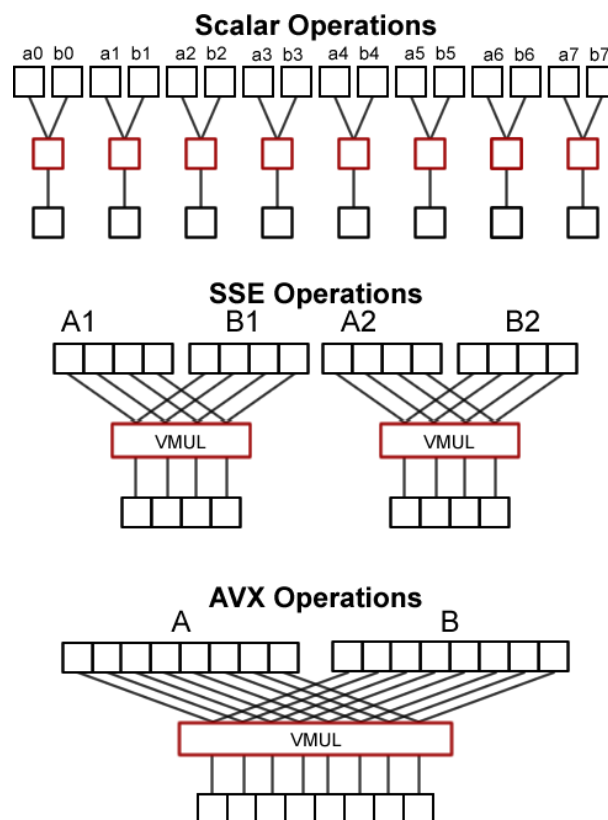 Scalar Operations
a0 b0 a1 b1 a2 b2 a3 b3 a4 b4 a5 b5 a6 b6 a7 b7
SSE Operations
A1 B1 A2 B2
VMUL VMUL
AVX Operations
A B
VMUL